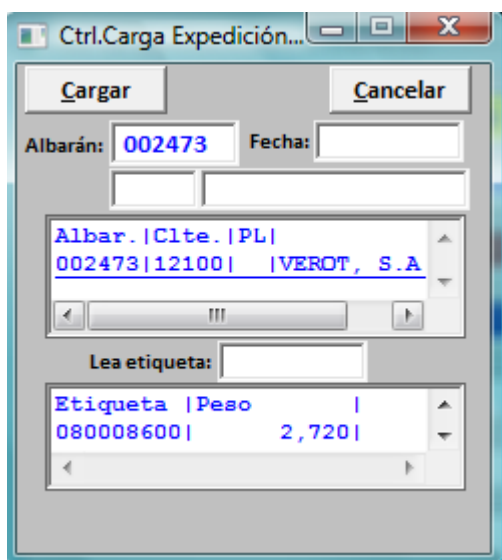 Ctrl.Carga Expedición...
Cargar Cancelar
Albarán: 002473 Fecha:
Albar.|Clte.|PL|
002473|12100| |VEROT, S.A
Lea etiqueta:
Etiqueta |Peso |
080008600| 2,720|